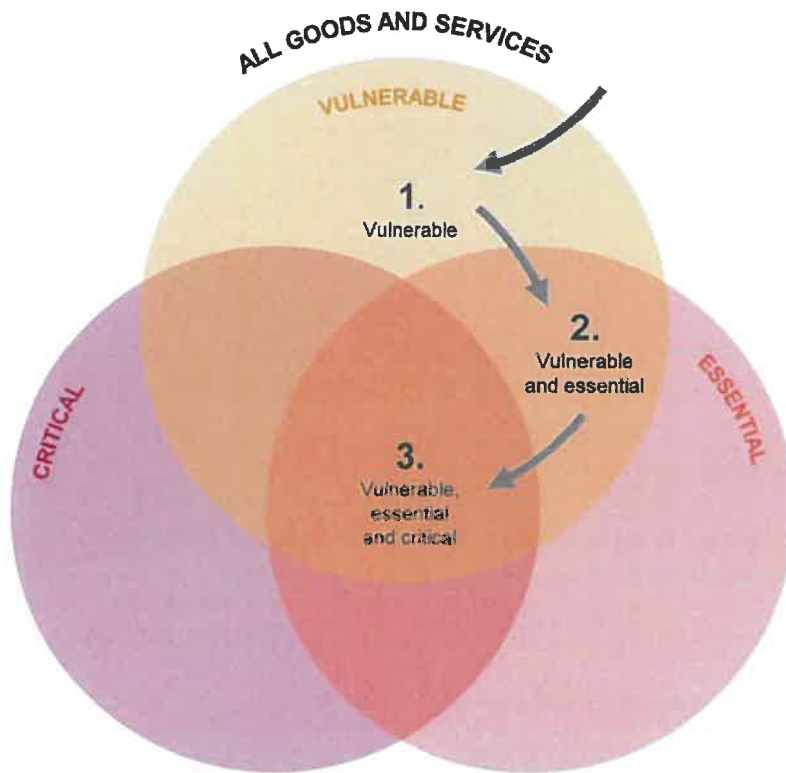 ALL GOODS AND SERVICES
VULNERABLE
1.
Vulnerable
2.
Vulnerable
and essential
CRITICAL
ESSENTIAL
3.
Vulnerable,
essential
and critical